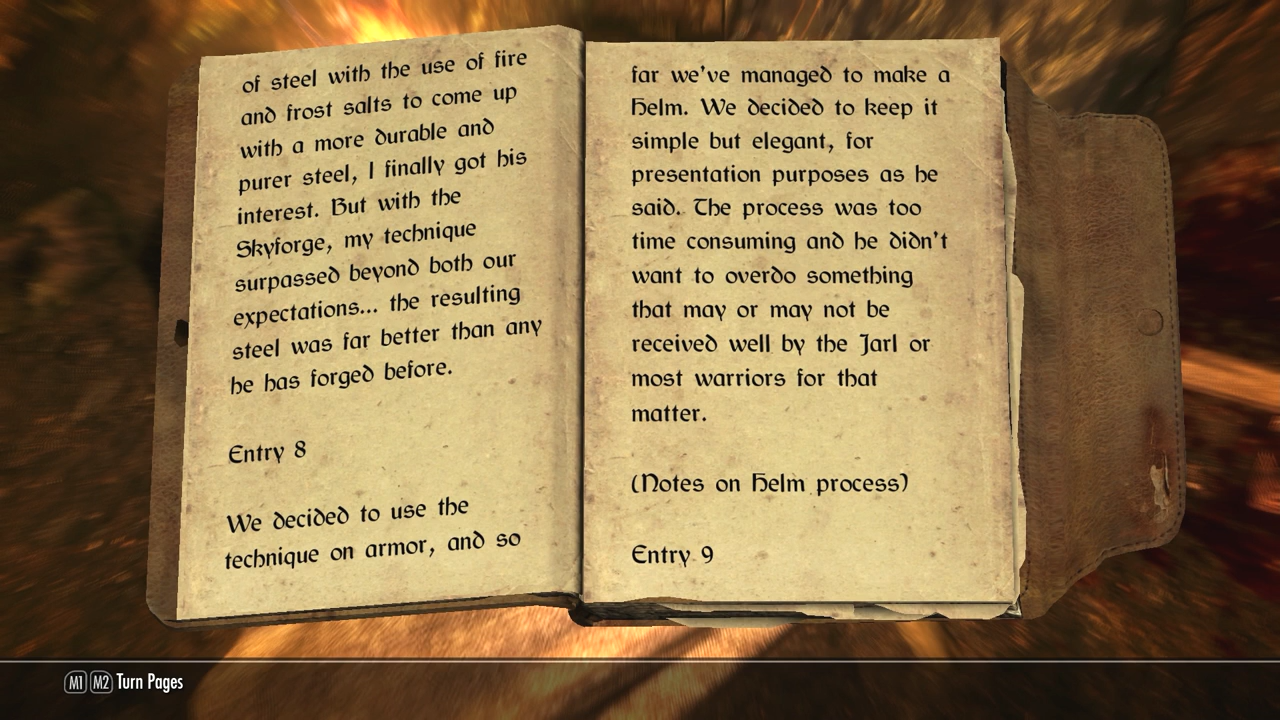 of steel with the use of fire
and frost salts to come up
with a more durable and
purer steel, I finally got his
interest. But with the
Skyforge, my technique
surpassed beyond both our
expectations... the resulting
steel was far better than any
he has forged before.
Entry 8
We decided to use the
technique on armor, and so
far we've managed to make a
Helm. We decided to keep it
simple but elegant, for
presentation purposes as he
said. The process was too
time consuming and he didn't
want to overdo something
that may or may not be
received well by the Jarl or
most warriors for that
matter.
(Notes on Helm process)
Entry 9
M1 M2 Turn Pages